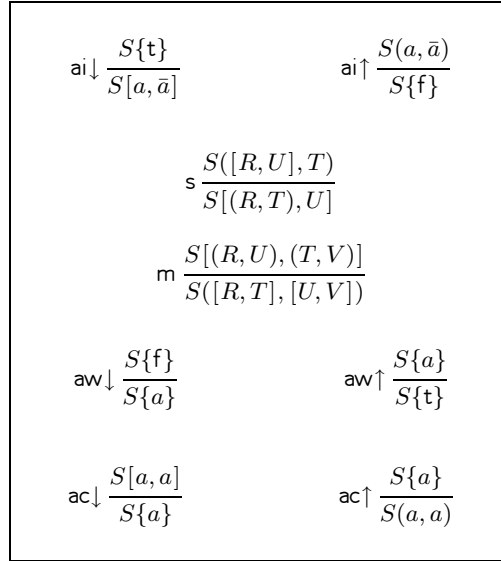 ai↓ S{t} / S[a, ā] ai↑ S(a, ā) / S{f}
s S([R, U], T) / S[(R, T), U]
m S[(R, U), (T, V)] / S([R, T], [U, V])
aw↓ S{f} / S{a} aw↑ S{a} / S{t}
ac↓ S[a, a] / S{a} ac↑ S{a} / S(a, a)